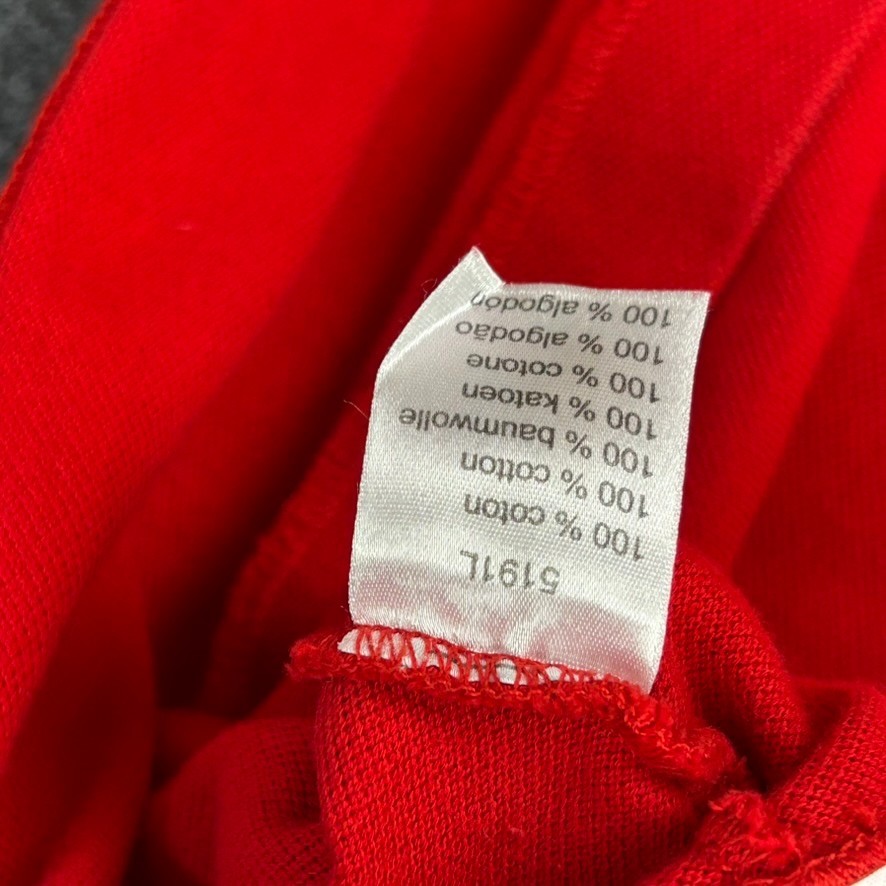 5191L
100 % coton
100 % cotton
100 % baumwolle
100 % katoen
100 % cotone
100 % algodão
100 % algodón